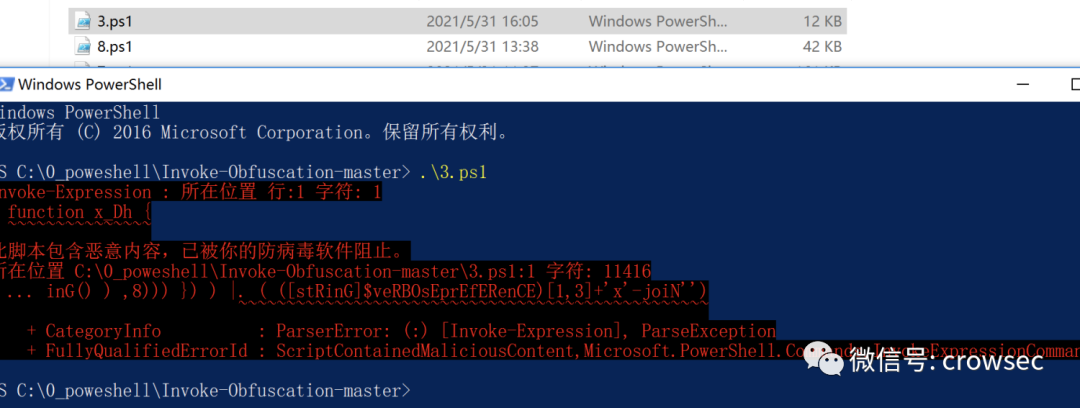 3.ps1 2021/5/31 16:05 Windows PowerSh... 12 KB
8.ps1 2021/5/31 13:38 Windows PowerSh... 42 KB
Windows PowerShell
indows PowerShell
版权所有 (C) 2016 Microsoft Corporation。保留所有权利。
S C:\0_poweshell\Invoke-Obfuscation-master> .\3.ps1
nvoke-Expression : 所在位置 行:1 字符: 1
function x_Dh {
此脚本包含恶意内容，已被你的防病毒软件阻止。
所在位置 C:\0_poweshell\Invoke-Obfuscation-master\3.ps1:1 字符: 11416
... inG() ) ,8))) }) ) |. ( ([stRinG]$veRBOsEprEfERenCE)[1,3]+'x'-joiN'')
+ CategoryInfo : ParserError: (:) [Invoke-Expression], ParseException
+ FullyQualifiedErrorId : ScriptContainedMaliciousContent,Microsoft.PowerShell.Co
微信号: crowsec
S C:\0_poweshell\Invoke-Obfuscation-master>